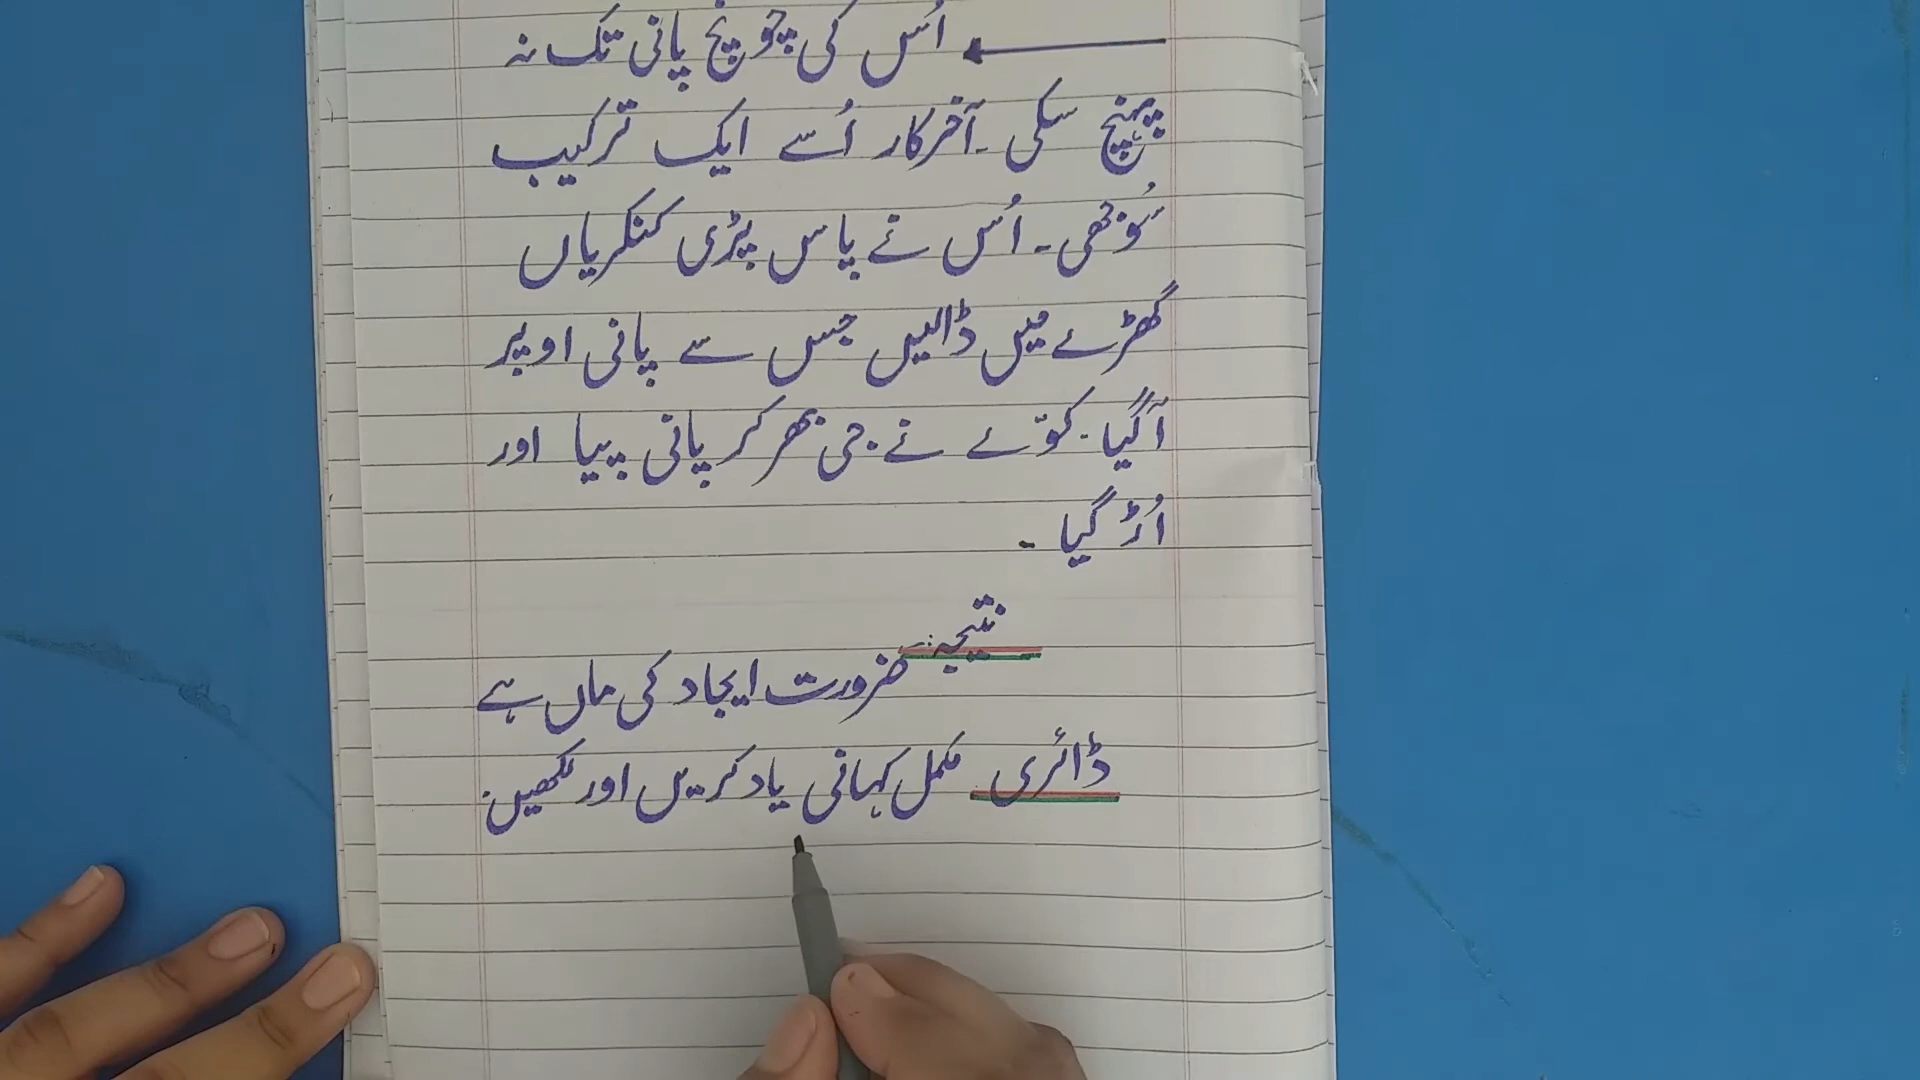 اُس کی چونچ پانی تک نہ
پہنچ سکی ۔ آخرکار اُسے ایک ترکیب
سُوجھی ۔ اُس نے پاس پڑی کنکریاں
گھڑے میں ڈالیں جس سے پانی اوپر
آگیا ۔ کوّے نے جی بھر کر پانی پیا اور
اُڑ گیا ۔
نتیجہ:۔
ضرورت ایجاد کی ماں ہے
ڈائری مکمل کہانی یاد کریں اور لکھیں ۔